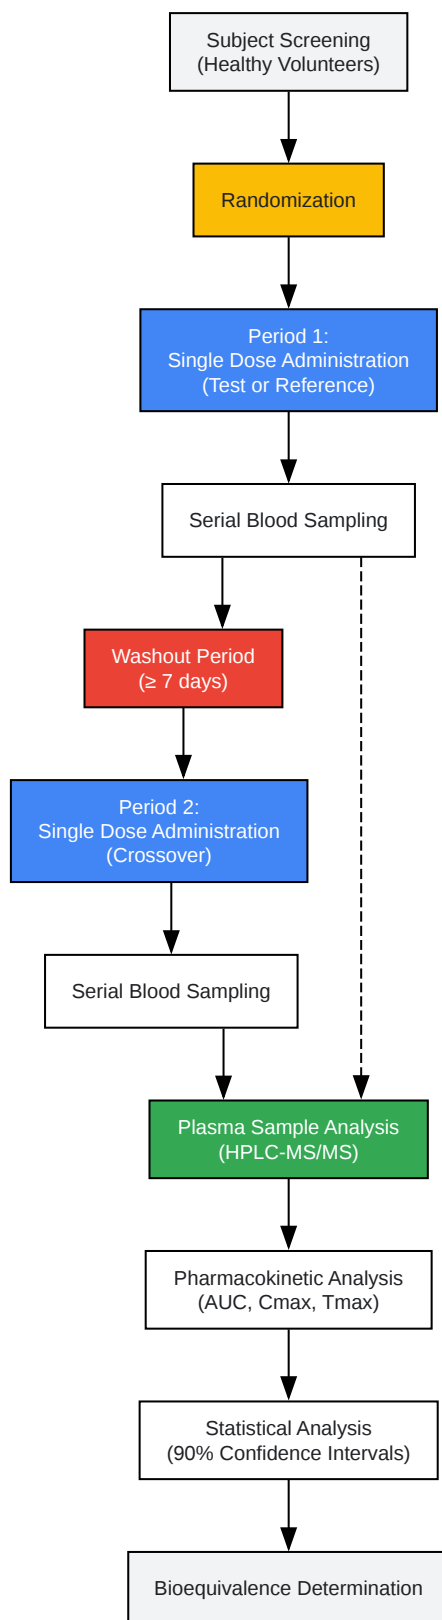 Subject Screening
(Healthy Volunteers)
Randomization
Period 1:
Single Dose Administration
(Test or Reference)
Serial Blood Sampling
Washout Period
(≥ 7 days)
Period 2:
Single Dose Administration
(Crossover)
Serial Blood Sampling
Plasma Sample Analysis
(HPLC-MS/MS)
Pharmacokinetic Analysis
(AUC, Cmax, Tmax)
Statistical Analysis
(90% Confidence Intervals)
Bioequivalence Determination